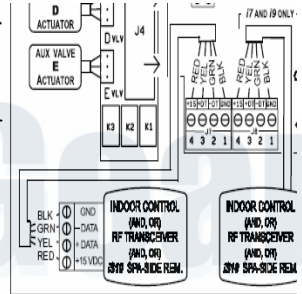 D
ACTUATOR
DVLV
J4
i7 AND i9 ONLY
AUX VALVE
E
ACTUATOR
EVLV
K3 K2 K1
RED
YEL
GRN
BLK
RED
YEL
GRN
BLK
+15 +DT -DT GND
+15 +DT -DT GND
J7
J8
4 3 2 1
4 3 2 1
BLK
GRN
YEL
RED
GND
-DATA
+DATA
+15 VDC
INDOOR CONTROL
(AND, OR)
RF TRANSCEIVER
(AND, OR)
SPA-SIDE REM.
INDOOR CONTROL
(AND, OR)
RF TRANSCEIVER
(AND, OR)
SPA-SIDE REM.